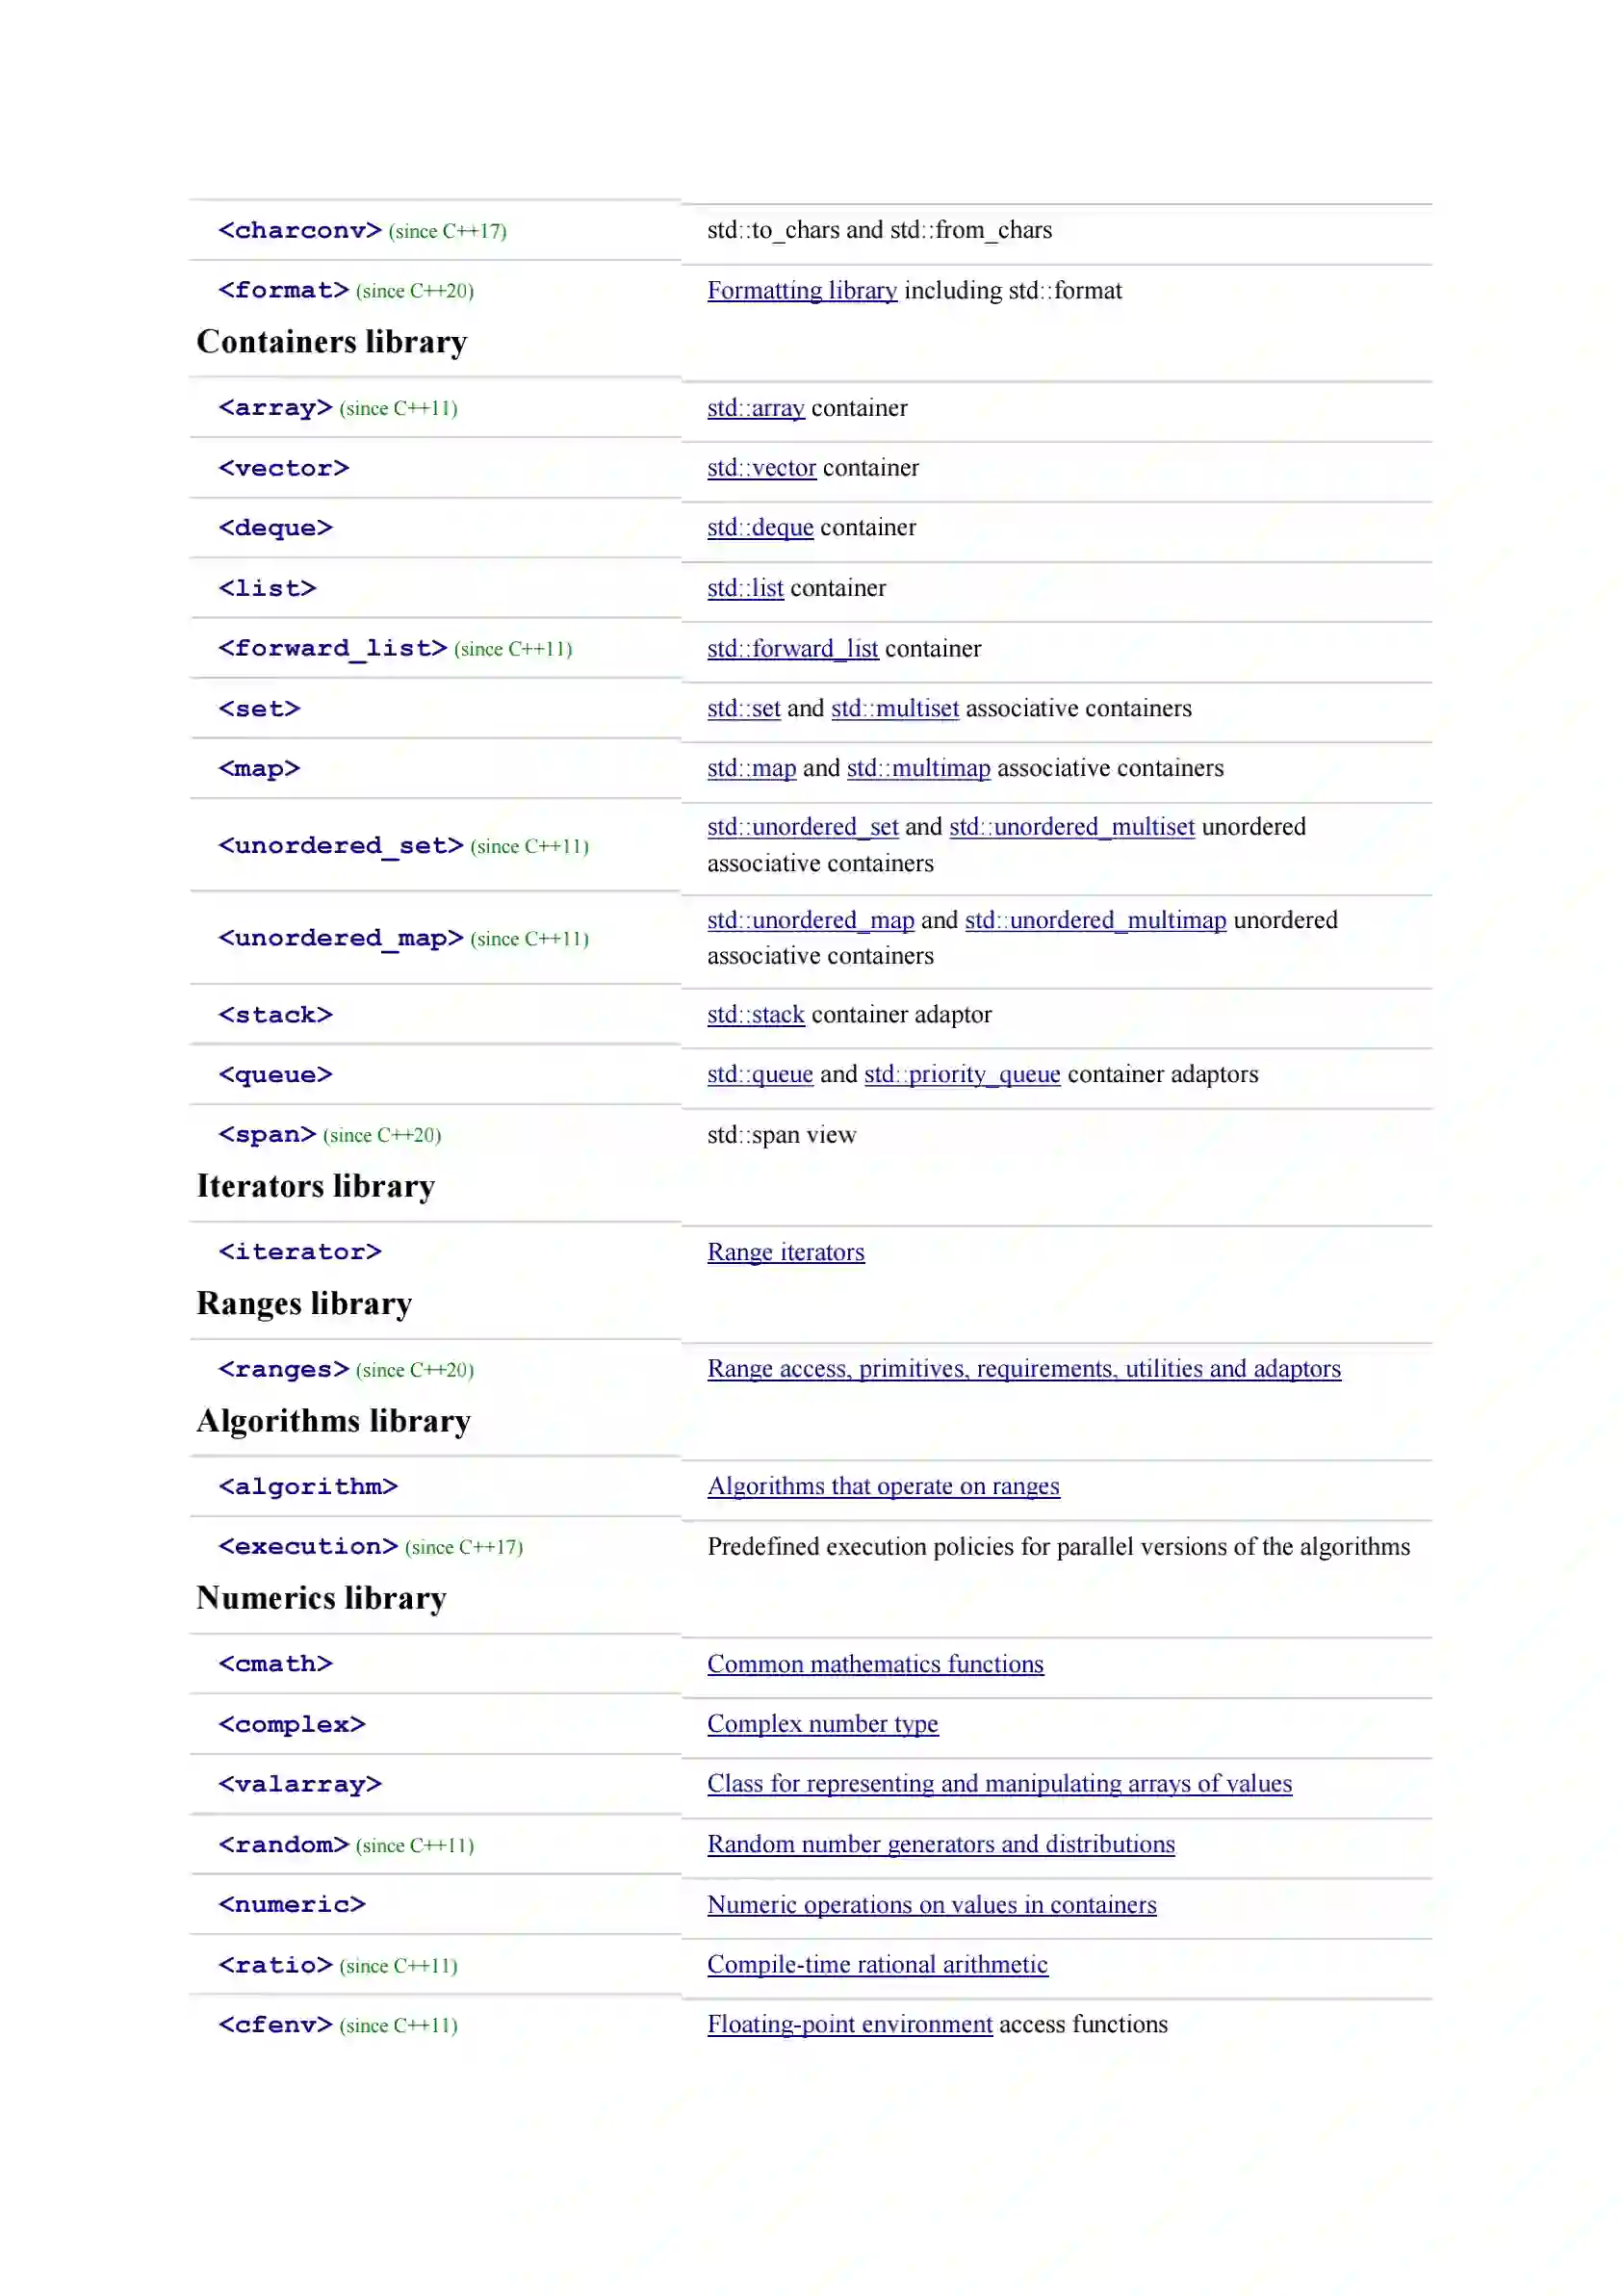 <charconv> (since C++17) std::to_chars and std::from_chars
<format> (since C++20) Formatting library including std::format
Containers library
<array> (since C++11) std::array container
<vector> std::vector container
<deque> std::deque container
<list> std::list container
<forward_list> (since C++11) std::forward_list container
<set> std::set and std::multiset associative containers
<map> std::map and std::multimap associative containers
<unordered_set> (since C++11) std::unordered_set and std::unordered_multiset unordered
associative containers
<unordered_map> (since C++11) std::unordered_map and std::unordered_multimap unordered
associative containers
<stack> std::stack container adaptor
<queue> std::queue and std::priority_queue container adaptors
<span> (since C++20) std::span view
Iterators library
<iterator> Range iterators
Ranges library
<ranges> (since C++20) Range access, primitives, requirements, utilities and adaptors
Algorithms library
<algorithm> Algorithms that operate on ranges
<execution> (since C++17) Predefined execution policies for parallel versions of the algorithms
Numerics library
<cmath> Common mathematics functions
<complex> Complex number type
<valarray> Class for representing and manipulating arrays of values
<random> (since C++11) Random number generators and distributions
<numeric> Numeric operations on values in containers
<ratio> (since C++11) Compile-time rational arithmetic
<cfenv> (since C++11) Floating-point environment access functions